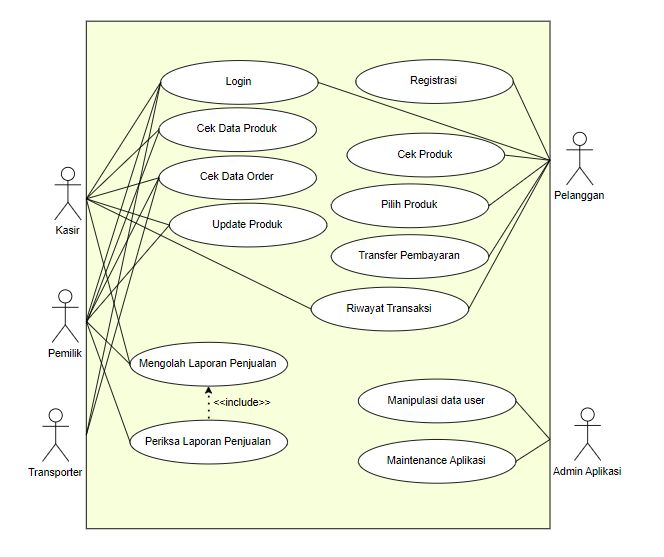 Login
Registrasi
Cek Data Produk
Cek Produk
Cek Data Order
Pelanggan
Pilih Produk
Kasir
Update Produk
Transfer Pembayaran
Riwayat Transaksi
Pemilik
Mengolah Laporan Penjualan
<<include>>
Manipulasi data user
Periksa Laporan Penjualan
Maintenance Aplikasi
Transporter
Admin Aplikasi